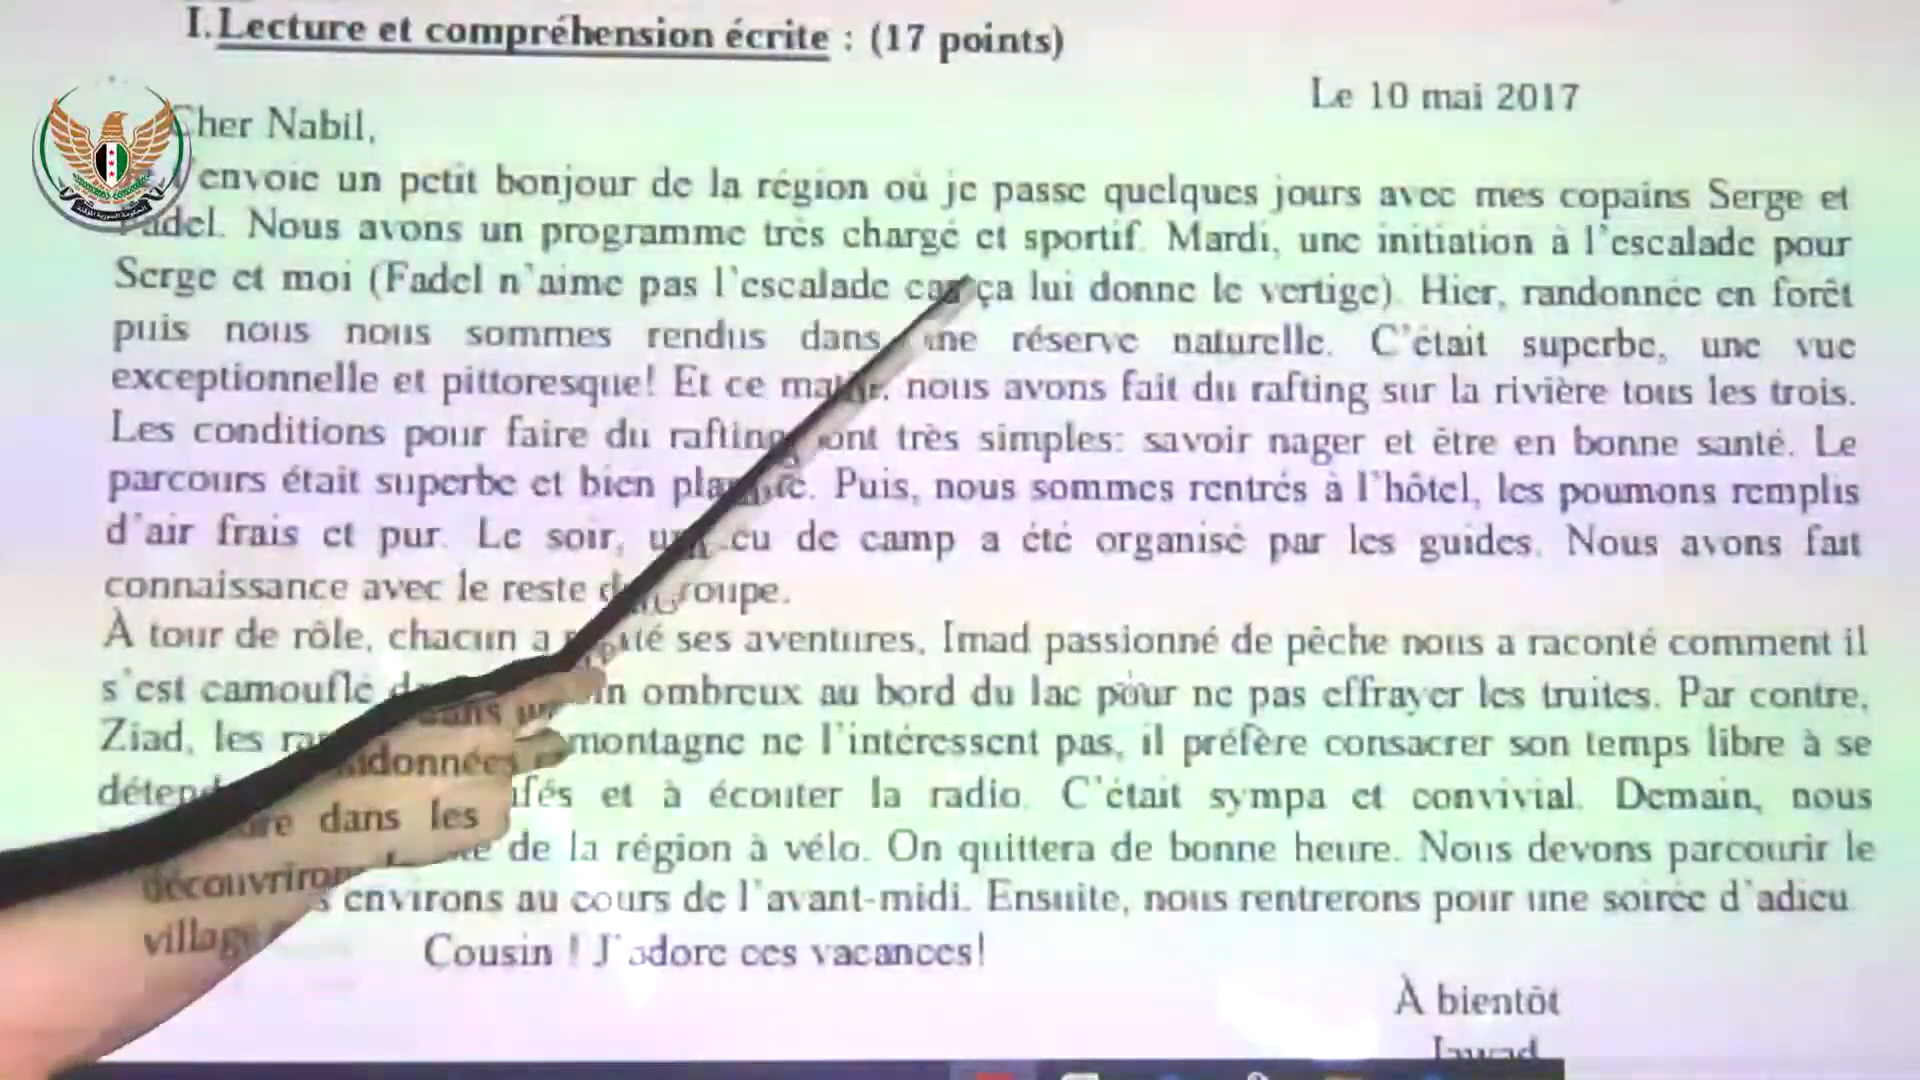 I. Lecture et compréhension écrite : (17 points)
Le 10 mai 2017
Cher Nabil,
t'envoie un petit bonjour de la région où je passe quelques jours avec mes copains Serge et
Fadel. Nous avons un programme très chargé et sportif. Mardi, une initiation à l'escalade pour
Serge et moi (Fadel n'aime pas l'escalade car ça lui donne le vertige). Hier, randonnée en forêt
puis nous nous sommes rendus dans une réserve naturelle. C'était superbe, une vue
exceptionnelle et pittoresque! Et ce matin, nous avons fait du rafting sur la rivière tous les trois.
Les conditions pour faire du rafting sont très simples: savoir nager et être en bonne santé. Le
parcours était superbe et bien planifié. Puis, nous sommes rentrés à l'hôtel, les poumons remplis
d'air frais et pur. Le soir, un feu de camp a été organisé par les guides. Nous avons fait
connaissance avec le reste du groupe.
À tour de rôle, chacun a ses aventures, Imad passionné de pêche nous a raconté comment il
s'est camouflé dans un coin ombreux au bord du lac pour ne pas effrayer les truites. Par contre,
Ziad, les randonnées montagne ne l'intéressent pas, il préfère consacrer son temps libre à se
détendre dans les cafés et à écouter la radio. C'était sympa et convivial. Demain, nous
découvrirons de la région à vélo. On quittera de bonne heure. Nous devons parcourir le
village environs au cours de l'avant-midi. Ensuite, nous rentrerons pour une soirée d'adieu.
Cousin ! J'adore ces vacances!
À bientôt
Jawad